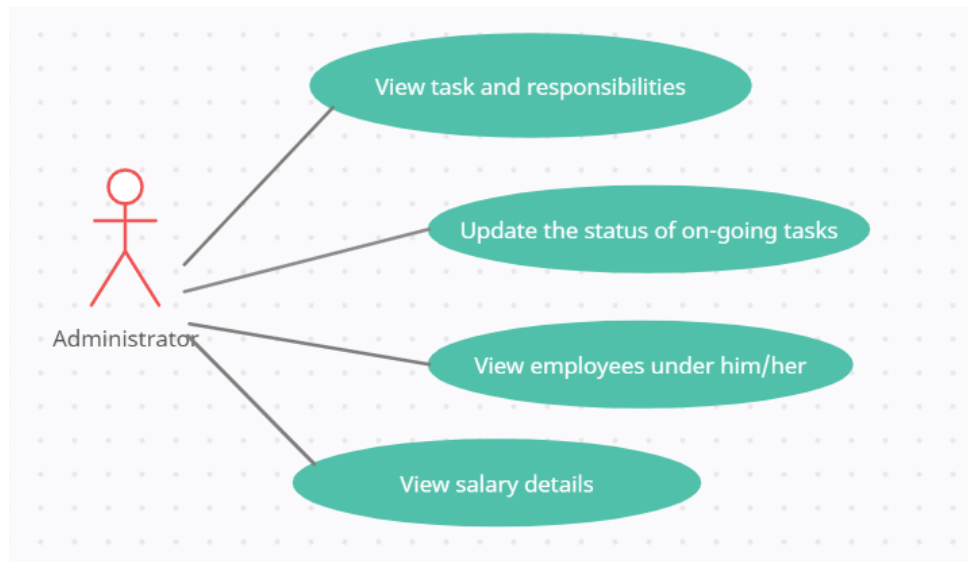 View task and responsibilities
Update the status of on-going tasks
Administrator
View employees under him/her
View salary details